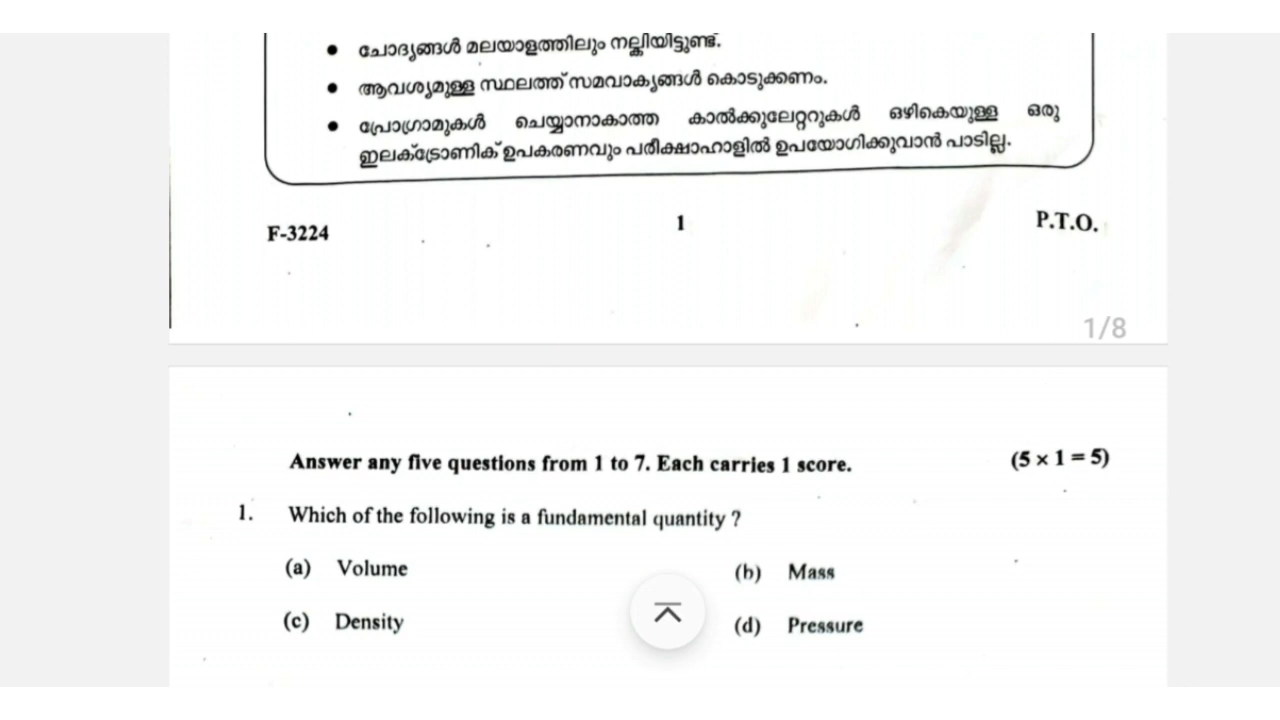 ● ചോദ്യങ്ങൾ മലയാളത്തിലും നല്കിയിട്ടുണ്ട്.
● ആവശ്യമുള്ള സ്ഥലത്ത് സമവാക്യങ്ങൾ കൊടുക്കണം.
● പ്രോഗ്രാമുകൾ ചെയ്യാനാകാത്ത കാൽക്കുലേറ്ററുകൾ ഒഴികെയുള്ള ഒരു
ഇലക്ട്രോണിക് ഉപകരണവും പരീക്ഷാഹാളിൽ ഉപയോഗിക്കുവാൻ പാടില്ല.
F-3224 1 P.T.O.
1/8
Answer any five questions from 1 to 7. Each carries 1 score. (5 × 1 = 5)
1. Which of the following is a fundamental quantity ?
(a) Volume (b) Mass
(c) Density (d) Pressure